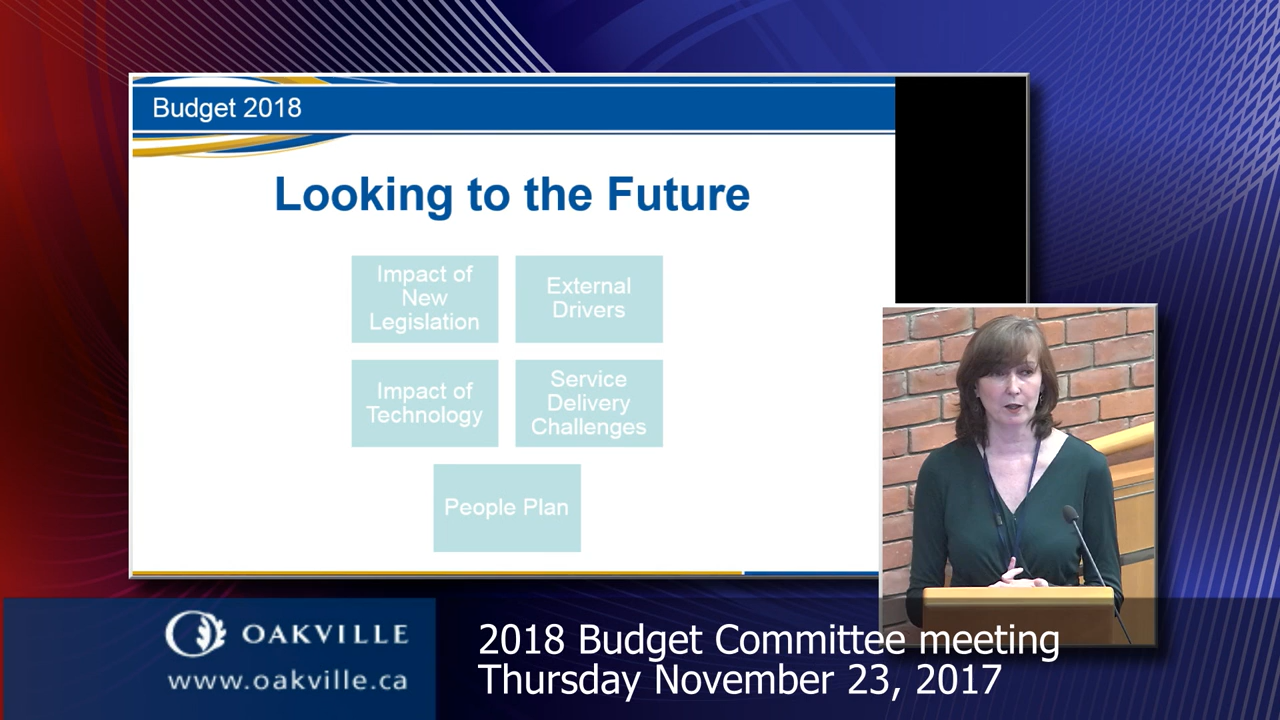 Budget 2018
Looking to the Future
Impact of
New
Legislation
External
Drivers
Impact of
Technology
Service
Delivery
Challenges
People Plan
OAKVILLE
www.oakville.ca
2018 Budget Committee meeting
Thursday November 23, 2017